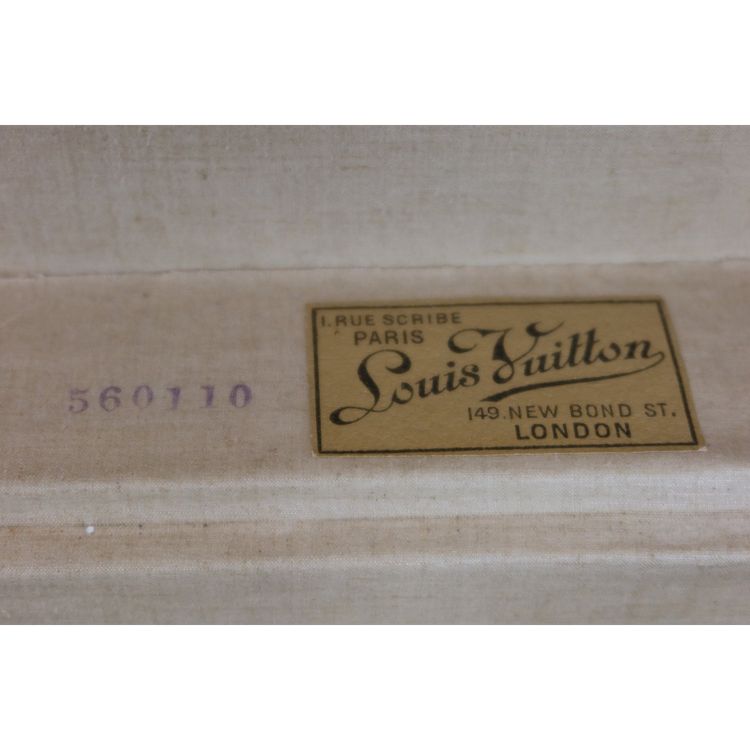 560110
1. RUE SCRIBE
PARIS
Louis Vuitton
149. NEW BOND ST.
LONDON